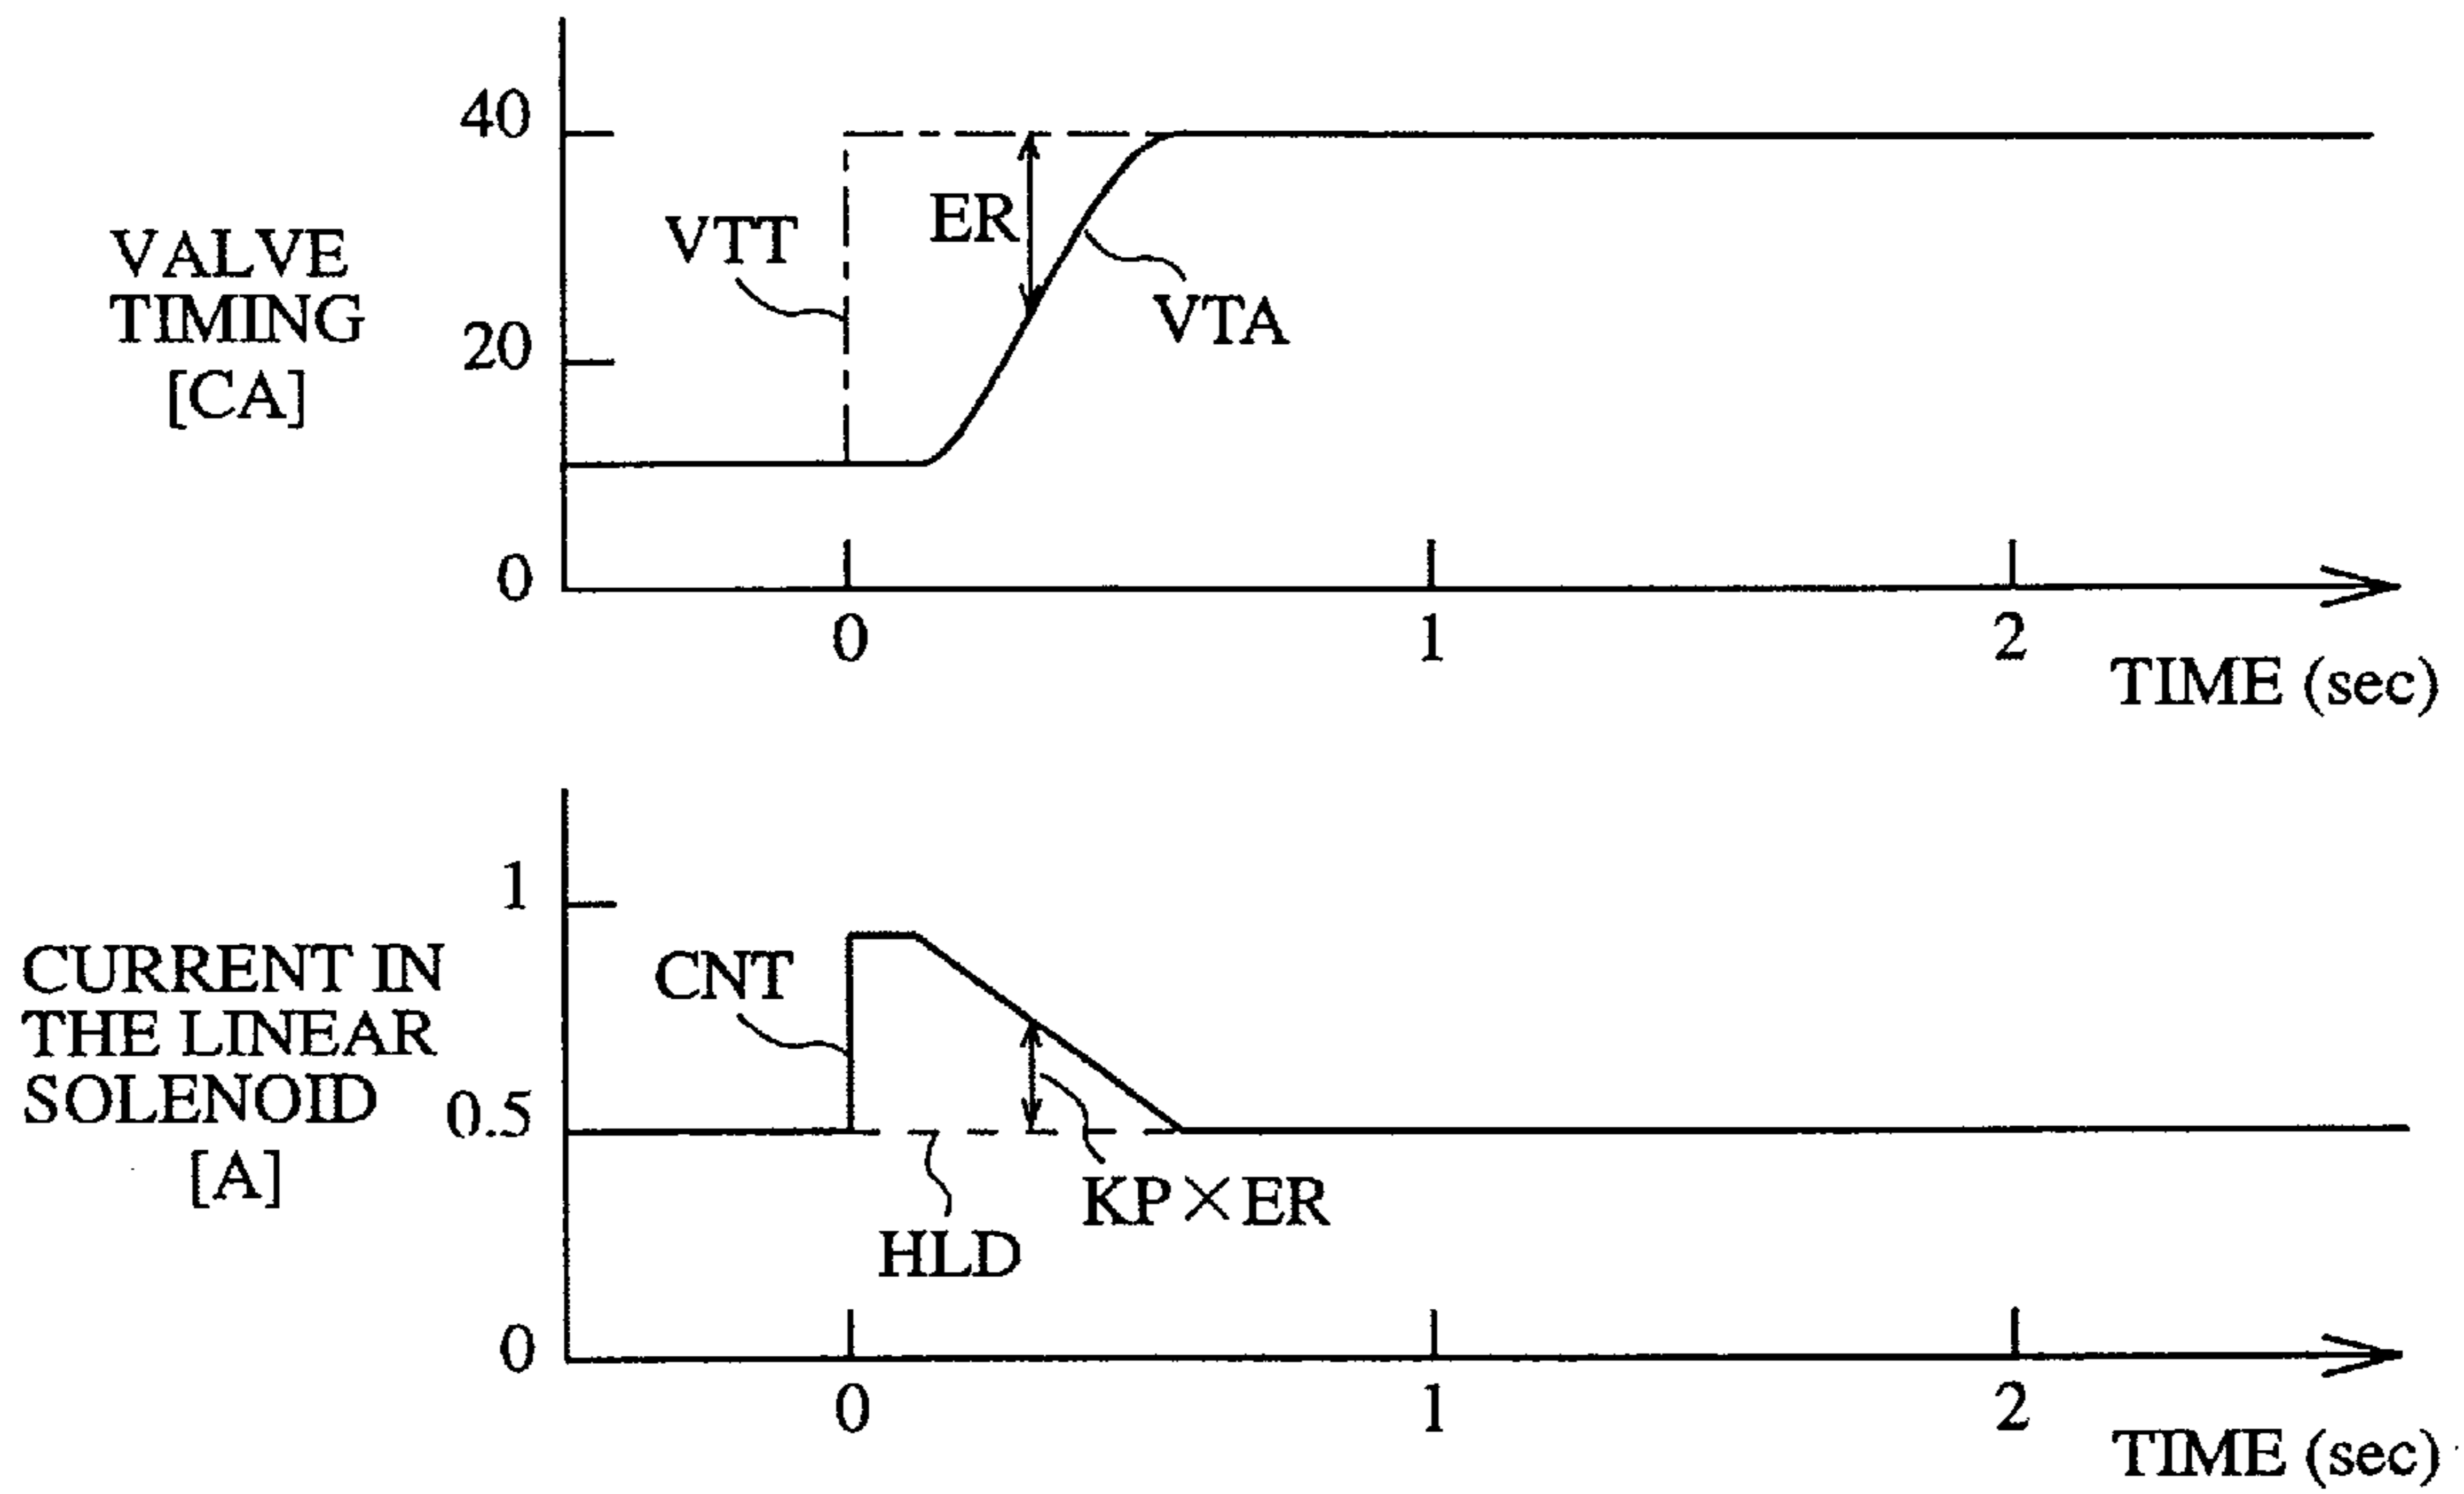 40
VTT
ER
VALVE
TIMING
[CA]
VTA
20
0
0
1
2
TIME (sec)
1
CURRENT IN
THE LINEAR
SOLENOID
[A]
CNT
0.5
KP×ER
HLD
0
0
1
2
TIME (sec)